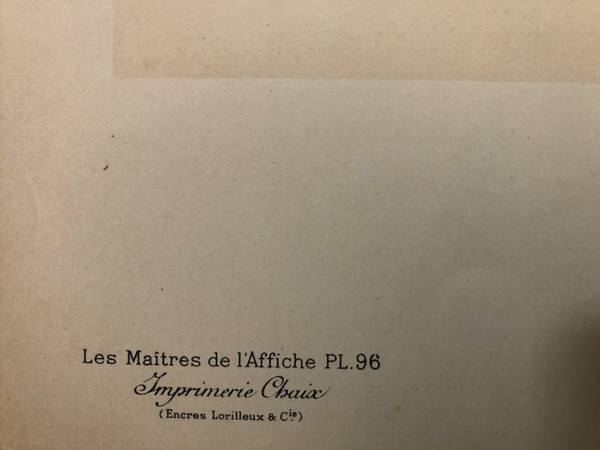 Les Maîtres de l'Affiche PL.96
Imprimerie Chaix
(Encres Lorilleux & Cie)